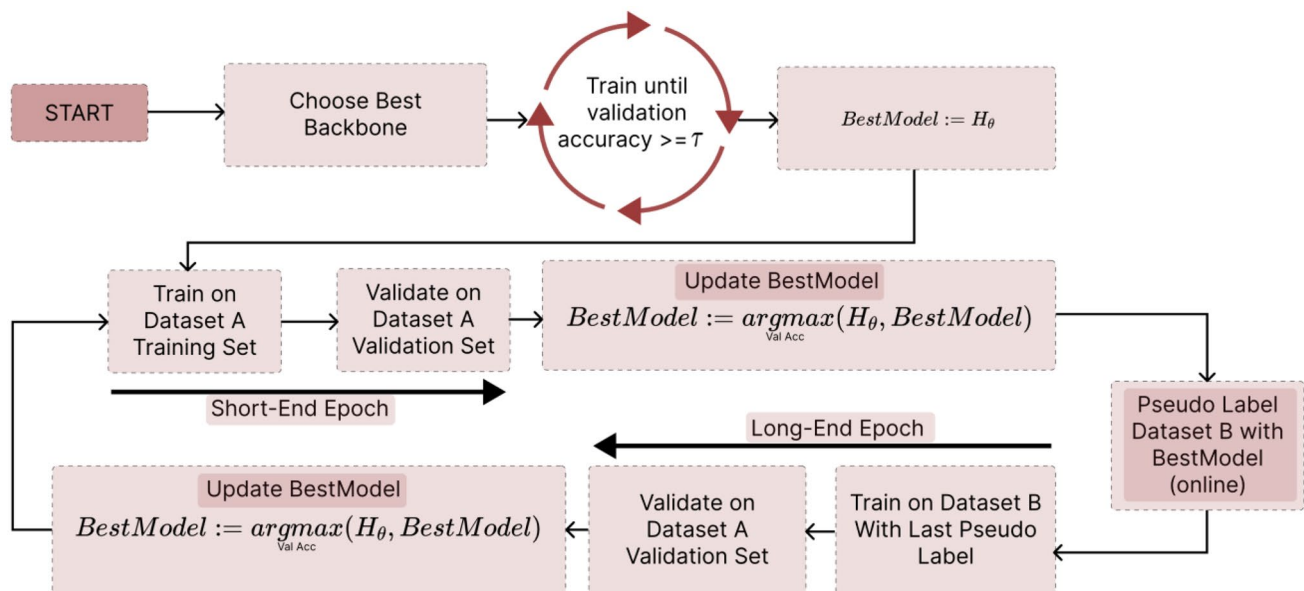 START
Choose Best
Backbone
Train until
validation
accuracy >= τ
BestModel := H_θ
Train on
Dataset A
Training Set
Validate on
Dataset A
Validation Set
Update BestModel
BestModel := argmax(H_θ, BestModel)
Val Acc
Short-End Epoch
Pseudo Label
Dataset B with
BestModel
(online)
Long-End Epoch
Train on Dataset B
With Last Pseudo
Label
Validate on
Dataset A
Validation Set
Update BestModel
BestModel := argmax(H_θ, BestModel)
Val Acc